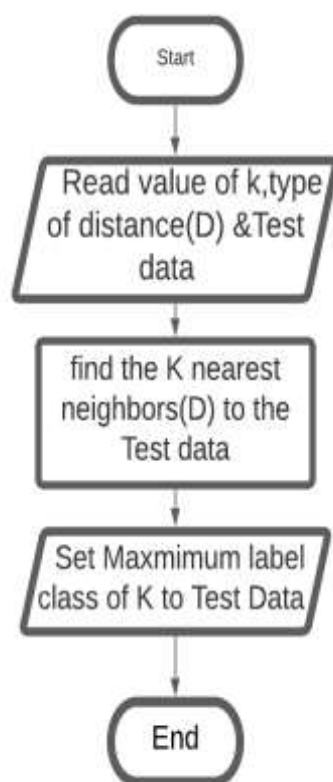 Start
Read value of k,type
of distance(D) &Test
data
find the K nearest
neighbors(D) to the
Test data
Set Maxmimum label
class of K to Test Data
End